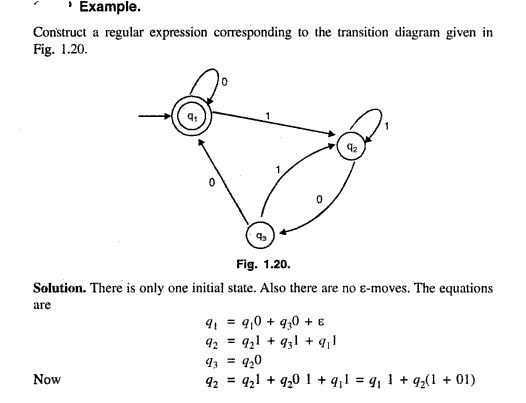 Example.
Construct a regular expression corresponding to the transition diagram given in
Fig. 1.20.
0
q₁
1
q₂
1
1
0
0
q₃
Fig. 1.20.
Solution. There is only one initial state. Also there are no ε-moves. The equations
are
q₁ = q₁0 + q₃0 + ε
q₂ = q₂1 + q₃1 + q₁1
q₃ = q₂0
Now q₂ = q₂1 + q₂0 1 + q₁1 = q₁ 1 + q₂(1 + 01)